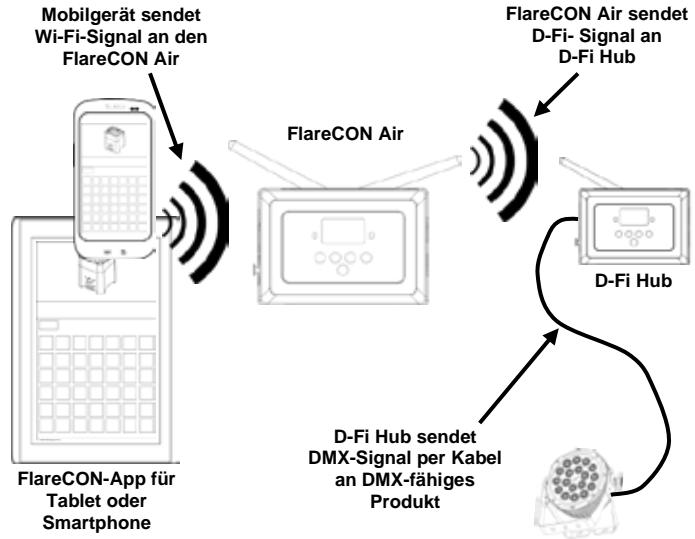 Mobilgerät sendet
Wi-Fi-Signal an den
FlareCON Air
FlareCON Air sendet
D-Fi- Signal an
D-Fi Hub
FlareCON Air
D-Fi Hub
D-Fi Hub sendet
DMX-Signal per Kabel
an DMX-fähiges
Produkt
FlareCON-App für
Tablet oder
Smartphone